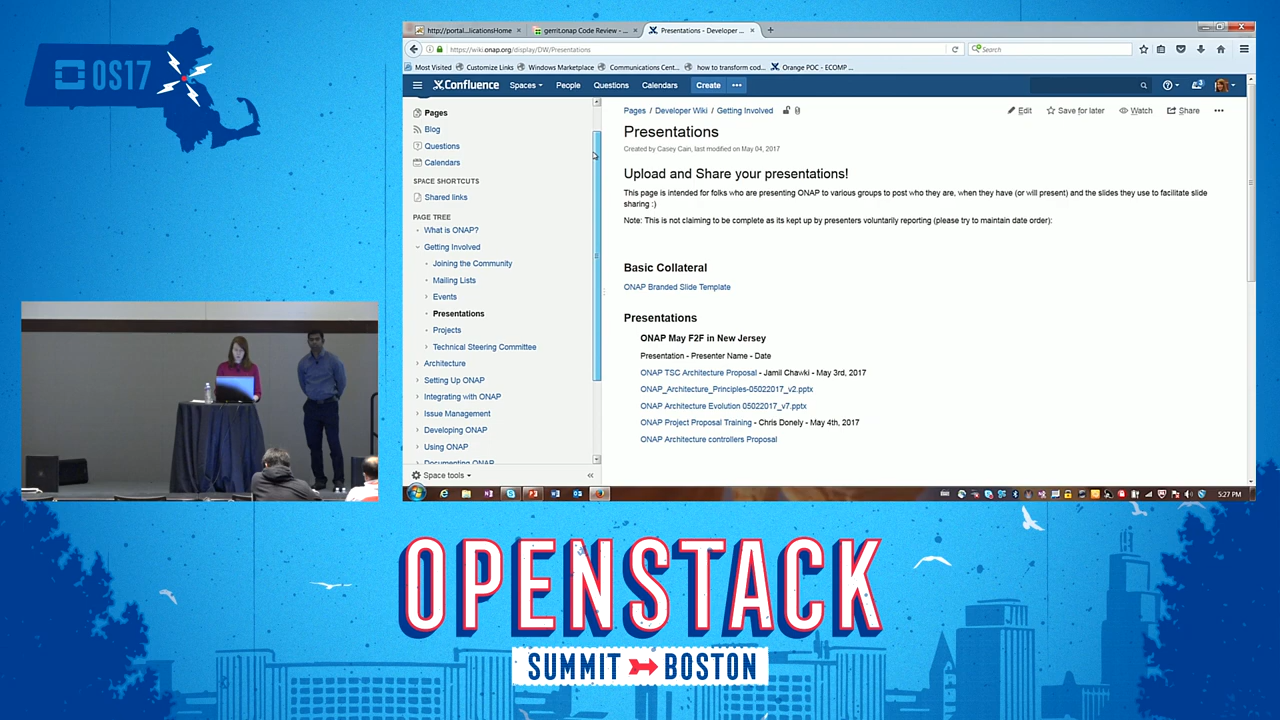 OS17
http://portal...licationsHome
gerrit.onap Code Review - ...
Presentations - Developer ...
https://wiki.onap.org/display/DW/Presentations
Search
Most Visited
Customize Links
Windows Marketplace
Communications Cent...
how to transform cod...
Orange POC - ECOMP ...
Confluence
Spaces
People
Questions
Calendars
Create
Pages
Blog
Questions
Calendars
SPACE SHORTCUTS
Shared links
PAGE TREE
What is ONAP?
Getting Involved
Joining the Community
Mailing Lists
Events
Presentations
Projects
Technical Steering Committee
Architecture
Setting Up ONAP
Integrating with ONAP
Issue Management
Developing ONAP
Using ONAP
Documenting ONAP
Space tools
Pages / Developer Wiki / Getting Involved
Edit
Save for later
Watch
Share
Presentations
Created by Casey Cain, last modified on May 04, 2017
Upload and Share your presentations!
This page is intended for folks who are presenting ONAP to various groups to post who they are, when they have (or will present) and the slides they use to facilitate slide
sharing :)
Note: This is not claiming to be complete as its kept up by presenters voluntarily reporting (please try to maintain date order):
Basic Collateral
ONAP Branded Slide Template
Presentations
ONAP May F2F in New Jersey
Presentation - Presenter Name - Date
ONAP TSC Architecture Proposal - Jamil Chawki - May 3rd, 2017
ONAP_Architecture_Principles-05022017_v2.pptx
ONAP Architecture Evolution 05022017_v7.pptx
ONAP Project Proposal Training - Chris Donely - May 4th, 2017
ONAP Architecture controllers Proposal
5:27 PM
OPENSTACK
SUMMIT BOSTON